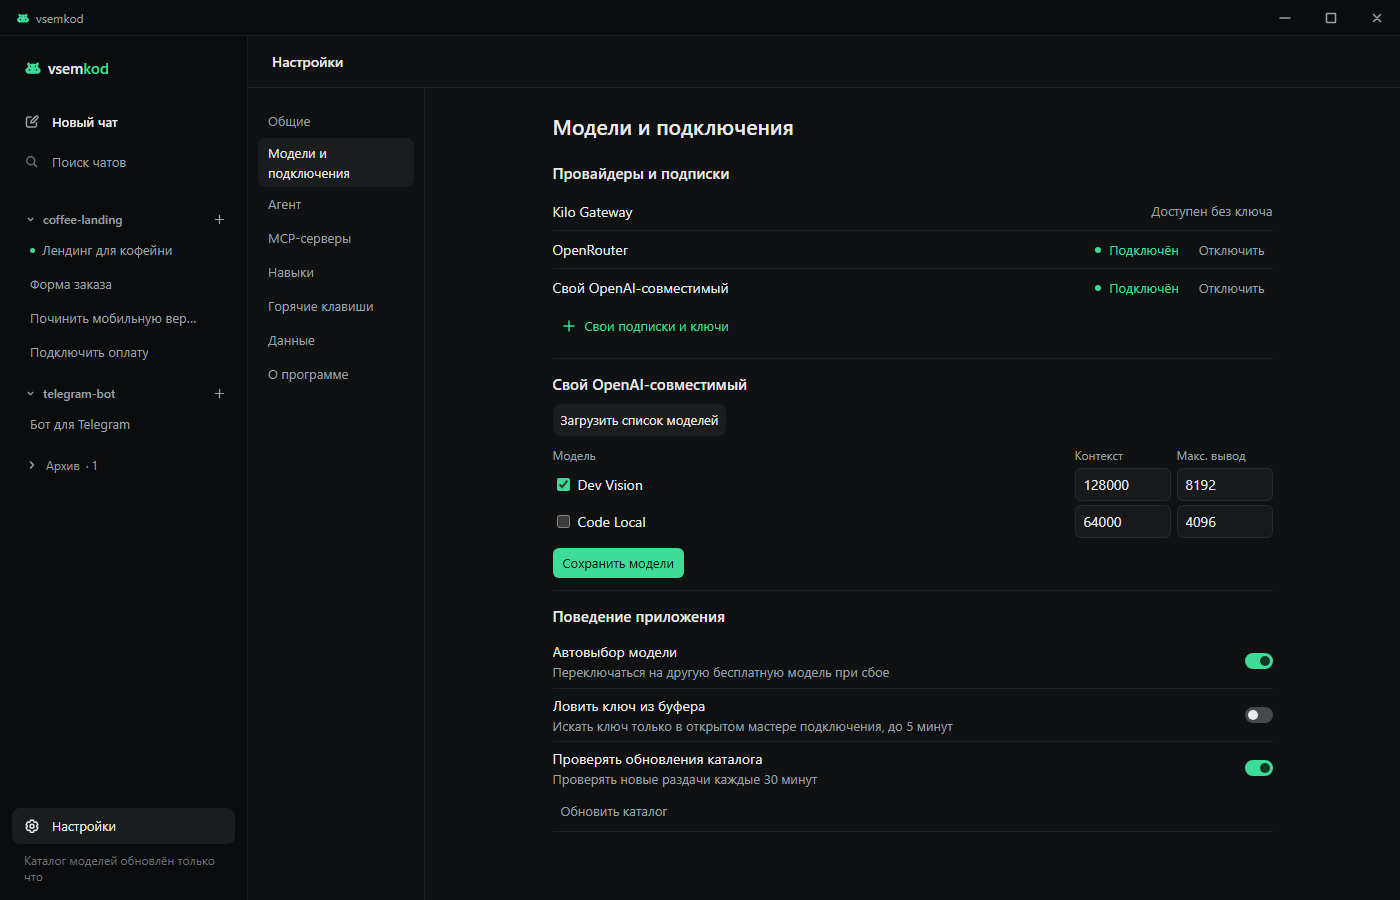 vsemkod
vsemkod
Новый чат
Поиск чатов
coffee-landing
Лендинг для кофейни
Форма заказа
Починить мобильную вер...
Подключить оплату
telegram-bot
Бот для Telegram
Архив · 1
Настройки
Каталог моделей обновлён только
что
Настройки
Общие
Модели и
подключения
Агент
MCP-серверы
Навыки
Горячие клавиши
Данные
О программе
Модели и подключения
Провайдеры и подписки
Kilo Gateway Доступен без ключа
OpenRouter Подключён Отключить
Свой OpenAI-совместимый Подключён Отключить
Свои подписки и ключи
Свой OpenAI-совместимый
Загрузить список моделей
Модель Контекст Макс. вывод
Dev Vision 128000 8192
Code Local 64000 4096
Сохранить модели
Поведение приложения
Автовыбор модели
Переключаться на другую бесплатную модель при сбое
Ловить ключ из буфера
Искать ключ только в открытом мастере подключения, до 5 минут
Проверять обновления каталога
Проверять новые раздачи каждые 30 минут
Обновить каталог